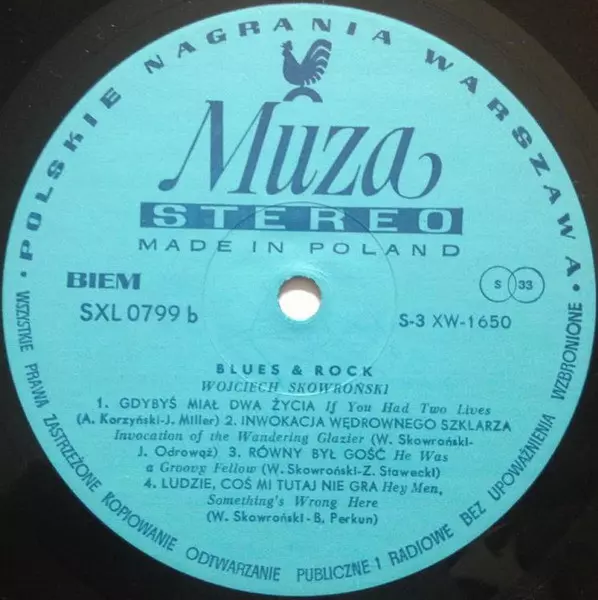 POLSKIE NAGRANIA WARSZAWA
Muza
STEREO
MADE IN POLAND
BIEM
SXL 0799 b
S 33
S-3 XW-1650
BLUES & ROCK
WOJCIECH SKOWROŃSKI
1. GDYBYŚ MIAŁ DWA ŻYCIA If You Had Two Lives
(A. Korzyński-J. Miller) 2. INWOKACJA WĘDROWNEGO SZKLARZA
Invocation of the Wandering Glazier (W. Skowroński-
J. Odrowąż) 3. RÓWNY BYŁ GOŚĆ He Was
a Groovy Fellow (W. Skowroński-Z. Stawecki)
4. LUDZIE, COŚ MI TUTAJ NIE GRA Hey Men,
Something's Wrong Here
(W. Skowroński-B. Perkun)
WSZYSTKIE PRAWA ZASTRZEŻONE KOPIOWANIE ODTWARZANIE PUBLICZNE I RADIOWE BEZ UPOWAŻNIENIA WZBRONIONE